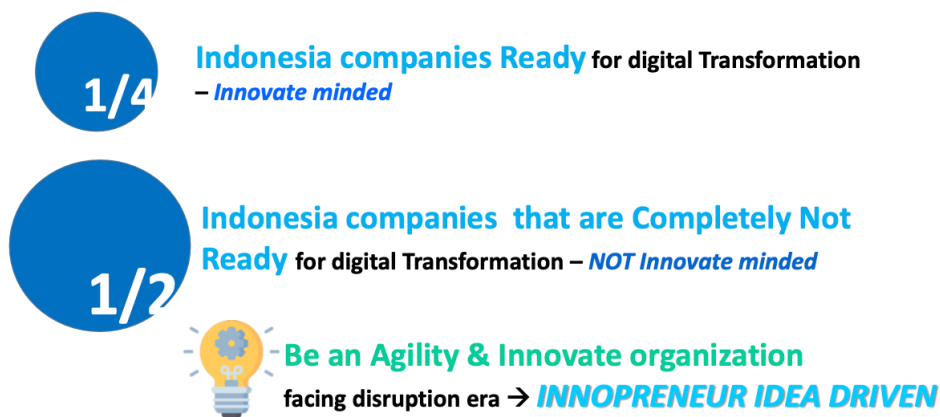 1/4
Indonesia companies Ready for digital Transformation
– Innovate minded
1/2
Indonesia companies that are Completely Not
Ready for digital Transformation – NOT Innovate minded
Be an Agility & Innovate organization
facing disruption era → INNOPRENEUR IDEA DRIVEN